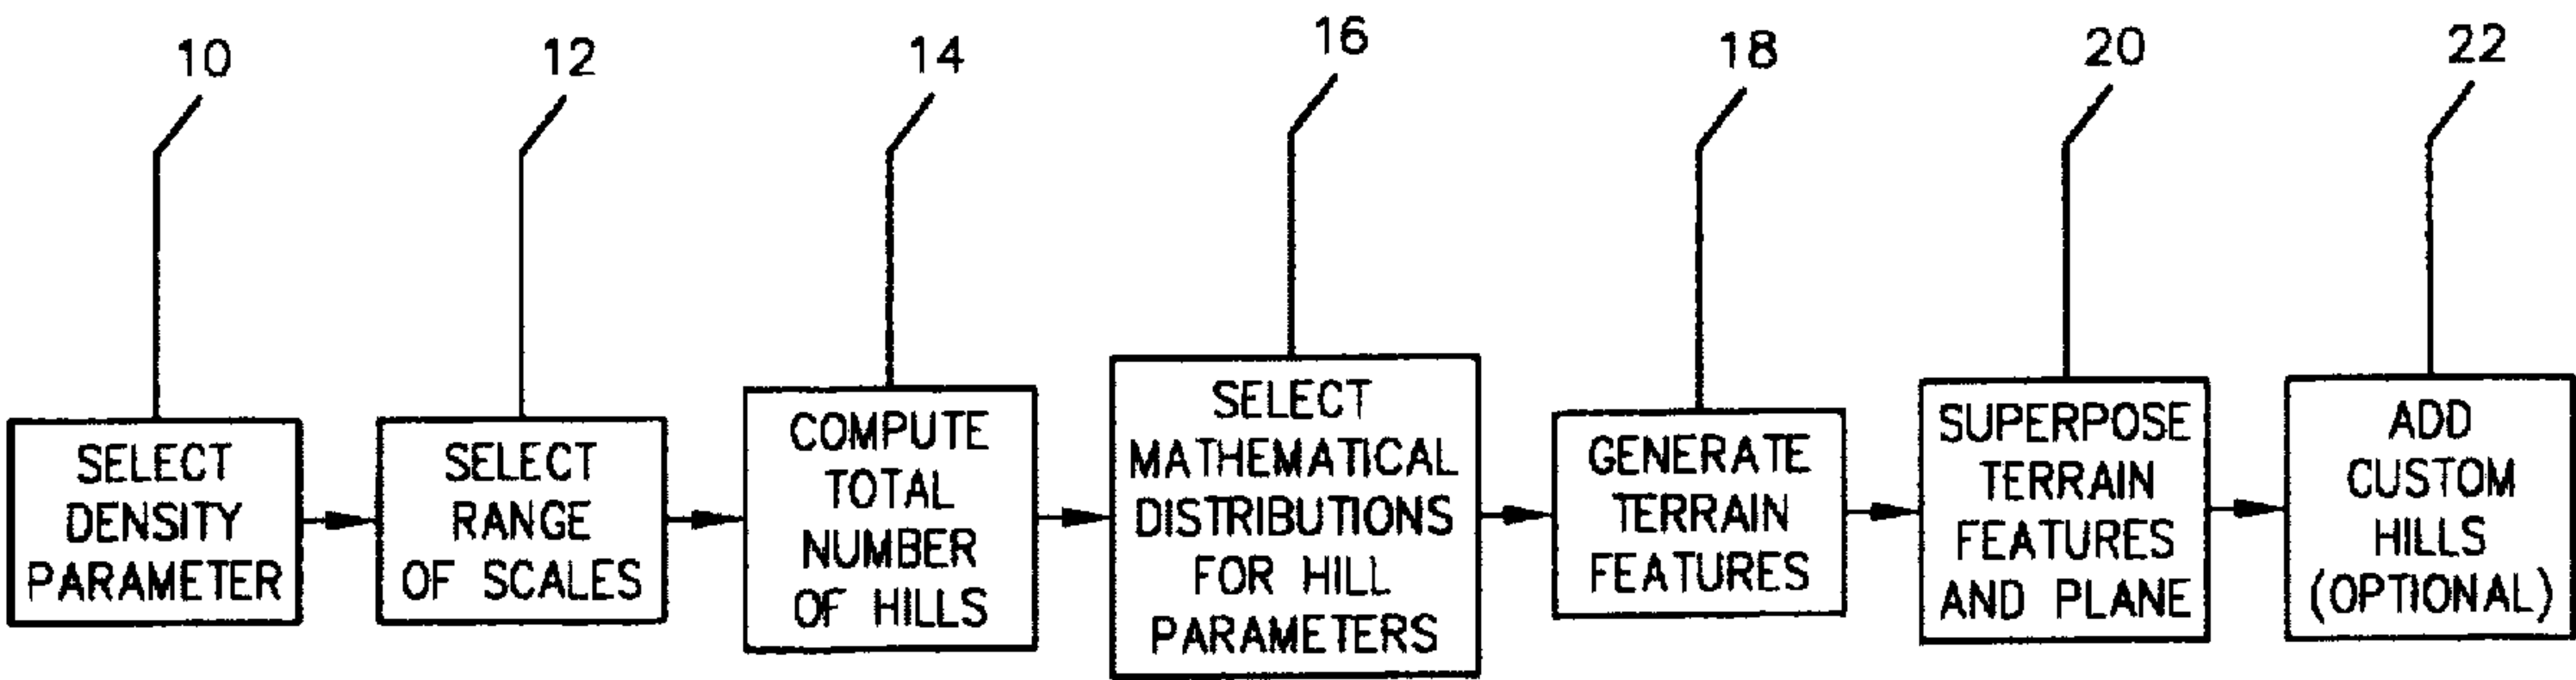 10
12
14
16
18
20
22
SELECT
DENSITY
PARAMETER
SELECT
RANGE
OF SCALES
COMPUTE
TOTAL
NUMBER
OF HILLS
SELECT
MATHEMATICAL
DISTRIBUTIONS
FOR HILL
PARAMETERS
GENERATE
TERRAIN
FEATURES
SUPERPOSE
TERRAIN
FEATURES
AND PLANE
ADD
CUSTOM
HILLS
(OPTIONAL)